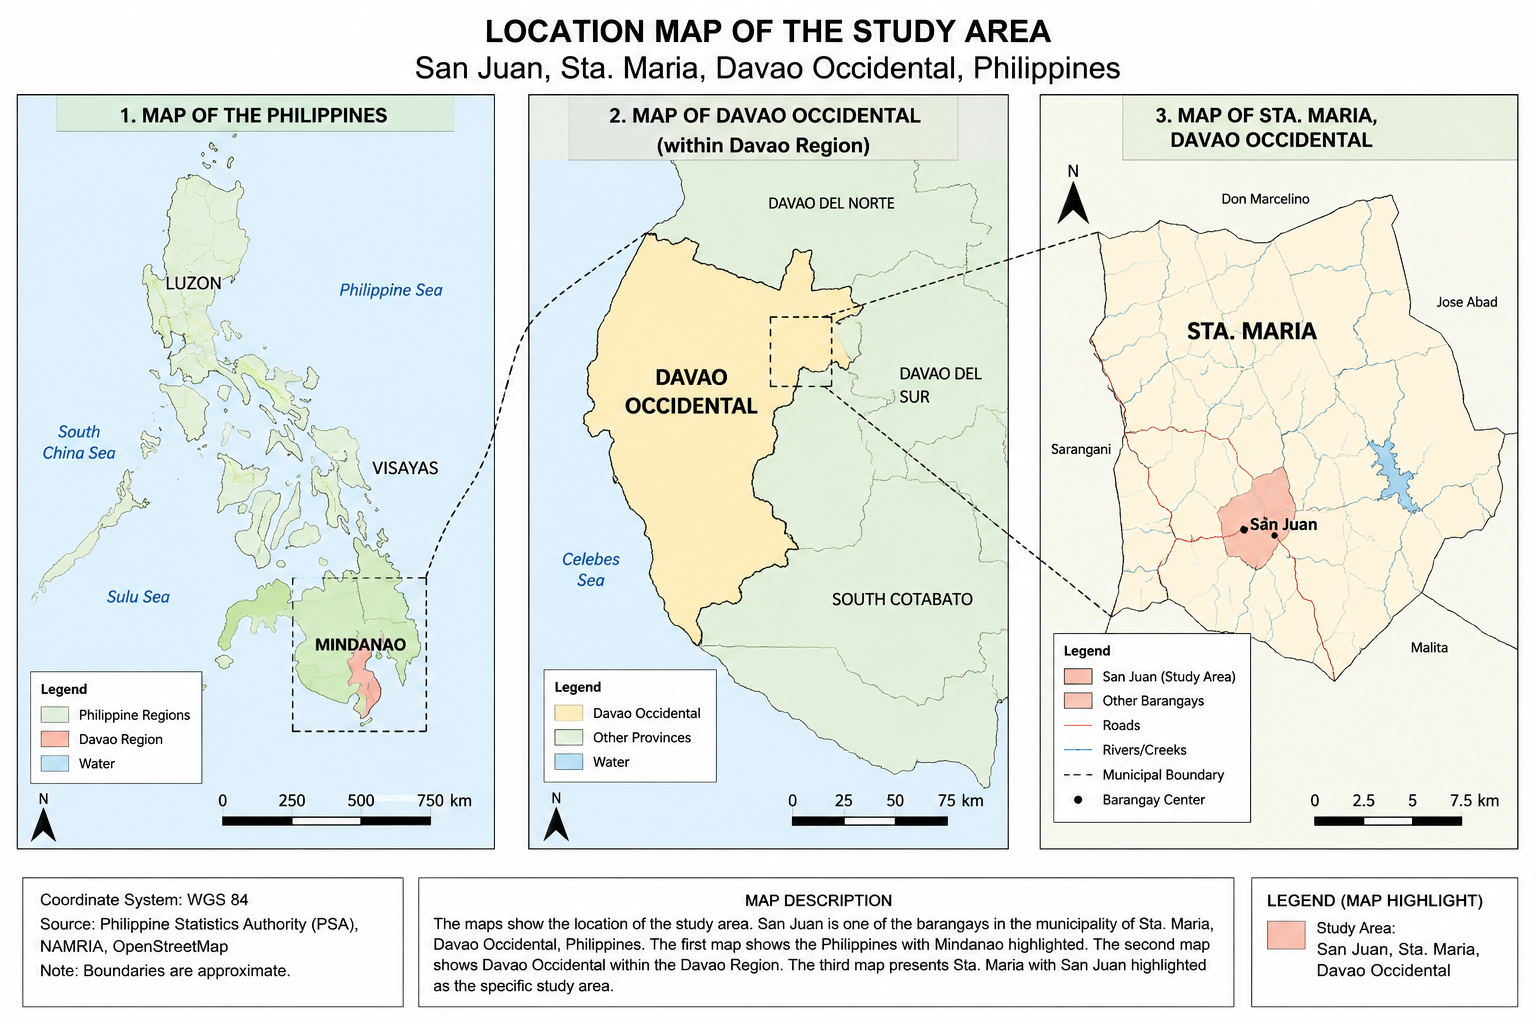 LOCATION MAP OF THE STUDY AREA
San Juan, Sta. Maria, Davao Occidental, Philippines
1. MAP OF THE PHILIPPINES
LUZON
Philippine Sea
South
China Sea
VISAYAS
Sulu Sea
MINDANAO
Legend
Philippine Regions
Davao Region
Water
N
0 250 500 750 km
2. MAP OF DAVAO OCCIDENTAL
(within Davao Region)
DAVAO DEL NORTE
DAVAO
OCCIDENTAL
DAVAO DEL
SUR
Celebes
Sea
SOUTH COTABATO
Legend
Davao Occidental
Other Provinces
Water
N
0 25 50 75 km
3. MAP OF STA. MARIA,
DAVAO OCCIDENTAL
N
Don Marcelino
Jose Abad
STA. MARIA
Sarangani
San Juan
Malita
Legend
San Juan (Study Area)
Other Barangays
Roads
Rivers/Creeks
Municipal Boundary
Barangay Center
0 2.5 5 7.5 km
Coordinate System: WGS 84
Source: Philippine Statistics Authority (PSA),
NAMRIA, OpenStreetMap
Note: Boundaries are approximate.
MAP DESCRIPTION
The maps show the location of the study area. San Juan is one of the barangays in the municipality of Sta. Maria,
Davao Occidental, Philippines. The first map shows the Philippines with Mindanao highlighted. The second map
shows Davao Occidental within the Davao Region. The third map presents Sta. Maria with San Juan highlighted
as the specific study area.
LEGEND (MAP HIGHLIGHT)
Study Area:
San Juan, Sta. Maria,
Davao Occidental